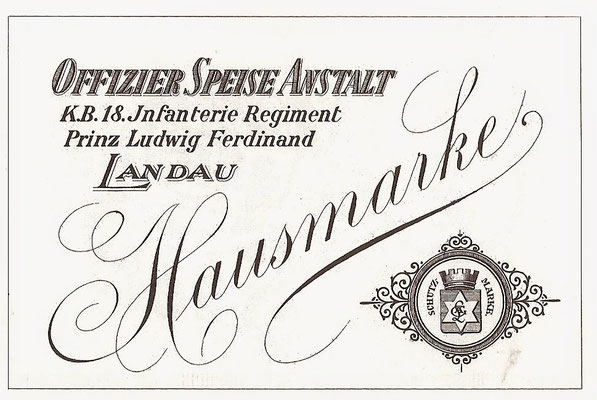 OFFIZIER SPEISE ANSTALT
K.B. 18. Jnfanterie Regiment
Prinz Ludwig Ferdinand
LANDAU
Hausmarke
SCHUTZ- MARKE